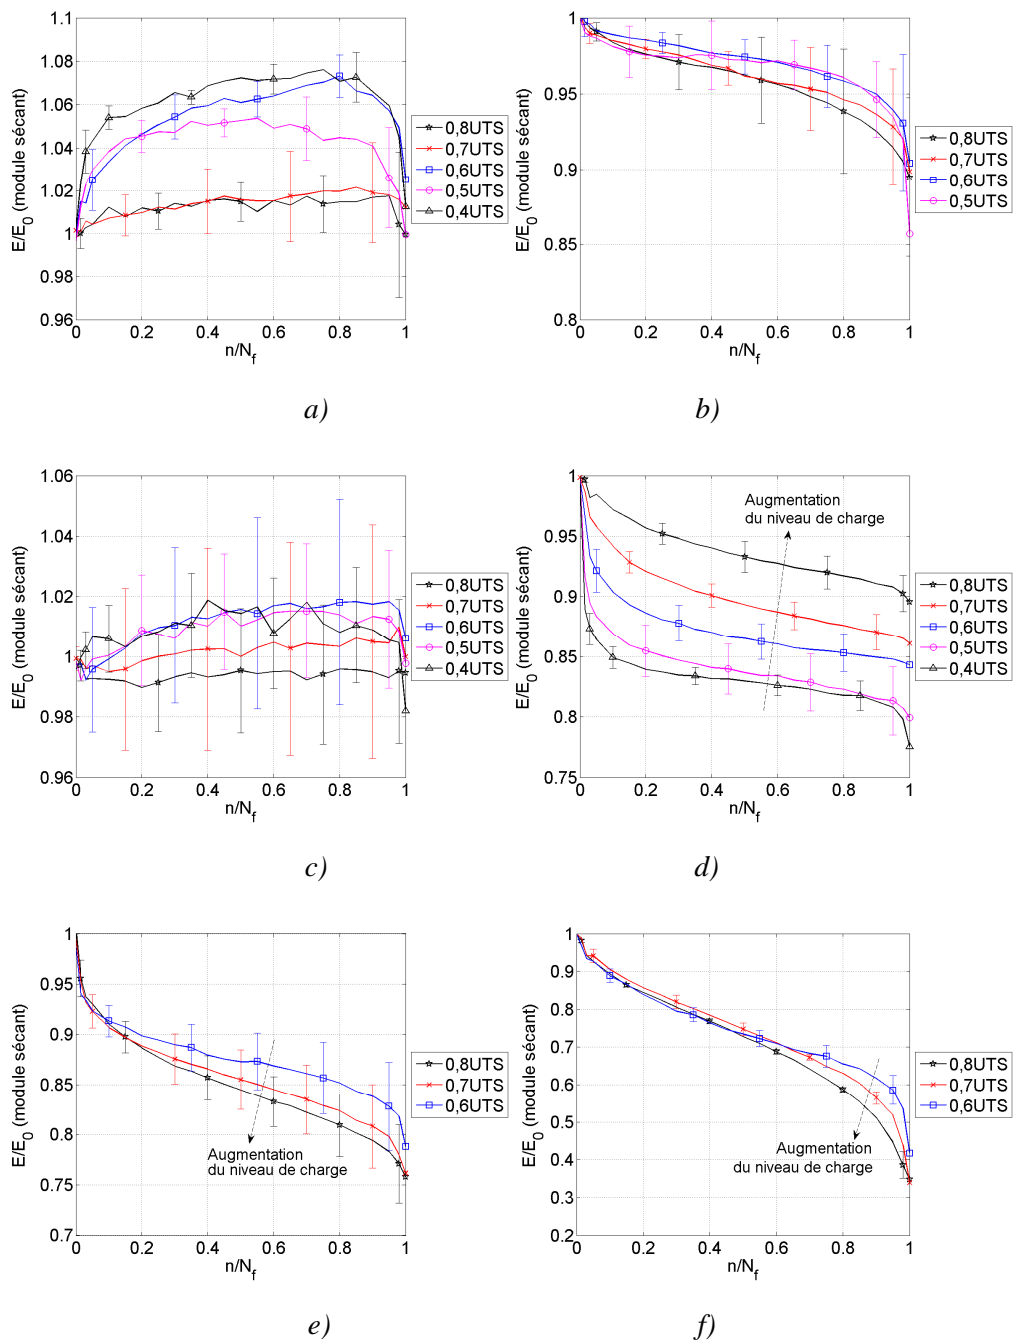 1.1
1.08
1.06
1.04
1.02
1
0.98
0.96
E/E0 (module sécant)
0 0.2 0.4 0.6 0.8 1
n/Nf
0,8UTS
0,7UTS
0,6UTS
0,5UTS
0,4UTS
a)
1
0.95
0.9
0.85
0.8
E/E0 (module sécant)
0 0.2 0.4 0.6 0.8 1
n/Nf
0,8UTS
0,7UTS
0,6UTS
0,5UTS
b)
1.06
1.04
1.02
1
0.98
0.96
E/E0 (module sécant)
0 0.2 0.4 0.6 0.8 1
n/Nf
0,8UTS
0,7UTS
0,6UTS
0,5UTS
0,4UTS
c)
1
0.95
0.9
0.85
0.8
0.75
E/E0 (module sécant)
Augmentation
du niveau de charge
0 0.2 0.4 0.6 0.8 1
n/Nf
0,8UTS
0,7UTS
0,6UTS
0,5UTS
0,4UTS
d)
1
0.95
0.9
0.85
0.8
0.75
0.7
E/E0 (module sécant)
Augmentation
du niveau de charge
0 0.2 0.4 0.6 0.8 1
n/Nf
0,8UTS
0,7UTS
0,6UTS
e)
1
0.9
0.8
0.7
0.6
0.5
0.4
0.3
0.2
E/E0 (module sécant)
Augmentation
du niveau de charge
0 0.2 0.4 0.6 0.8 1
n/Nf
0,8UTS
0,7UTS
0,6UTS
f)